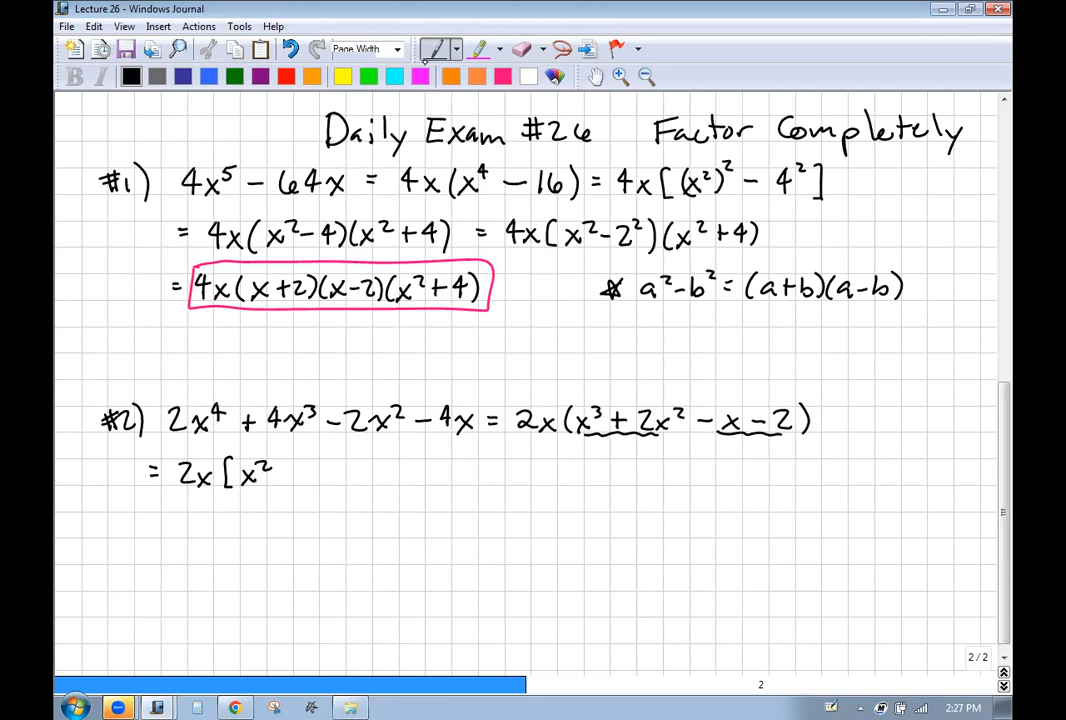 Lecture 26 - Windows Journal
File Edit View Insert Actions Tools Help
Page Width
B I
Daily Exam #26 Factor Completely
#1) 4x⁵ - 64x = 4x(x⁴ - 16) = 4x[(x²)² - 4²]
= 4x(x²-4)(x²+4) = 4x[x²-2²)(x²+4)
= 4x(x+2)(x-2)(x²+4) * a²-b² = (a+b)(a-b)
#2) 2x⁴ + 4x³ - 2x² - 4x = 2x(x³ + 2x² - x - 2)
= 2x[x²
2 / 2
2
2:27 PM